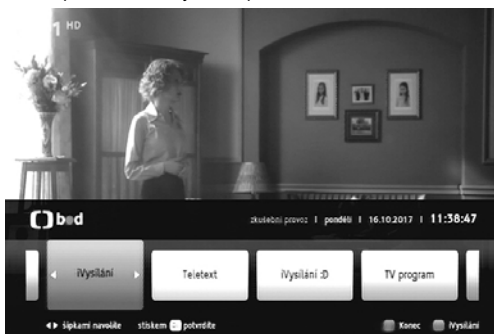 1 HD
bod
zkušební provoz I pondělí I 16.10.2017 I 11:38:47
iVysílání
Teletext
iVysílání :D
TV program
šipkami navolíte stiskem potvrdíte
Konec
iVysílání